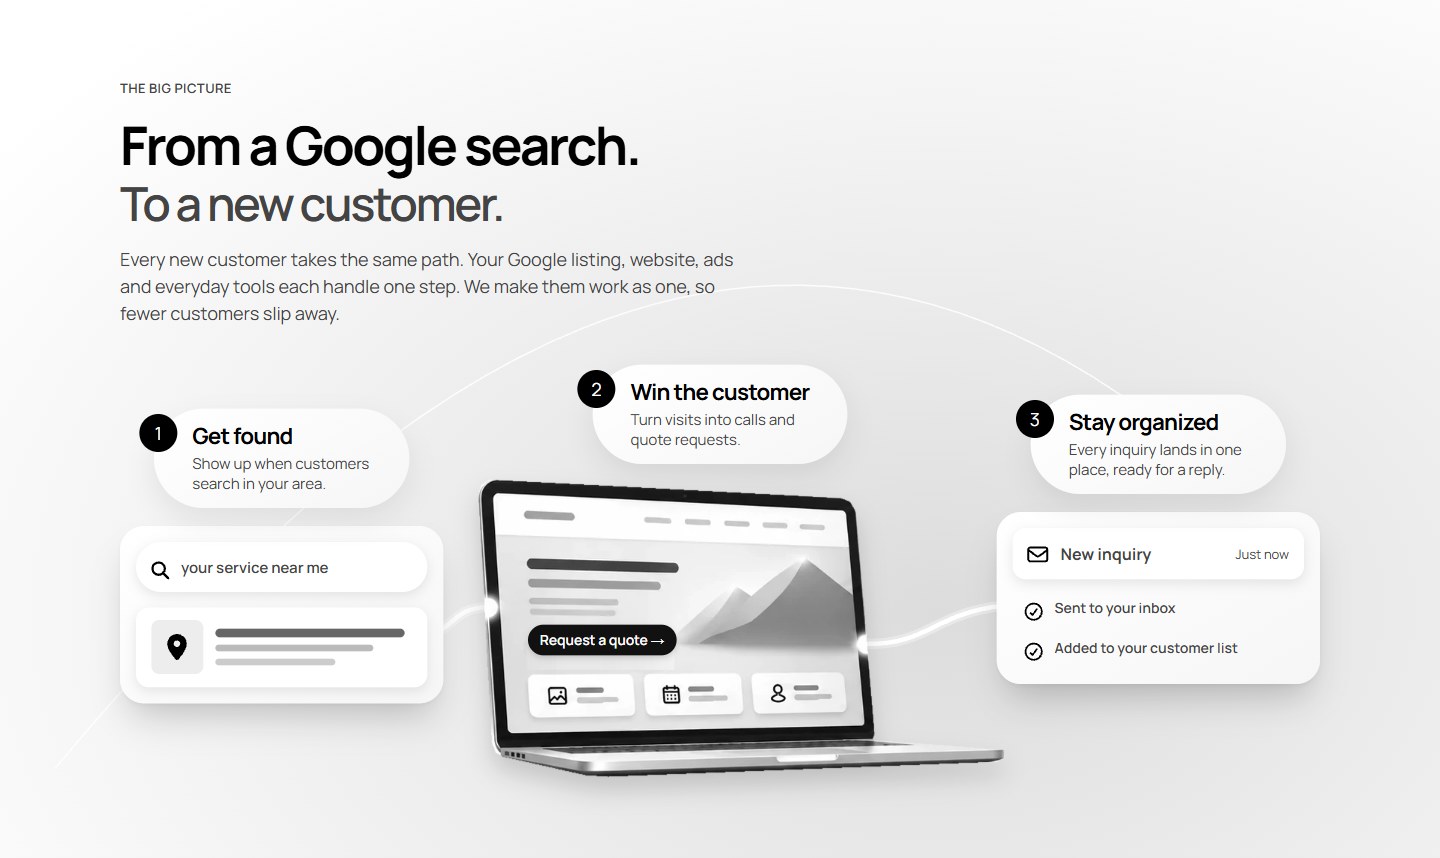 THE BIG PICTURE
From a Google search.
To a new customer.
Every new customer takes the same path. Your Google listing, website, ads
and everyday tools each handle one step. We make them work as one, so
fewer customers slip away.
1
Get found
Show up when customers
search in your area.
your service near me
2
Win the customer
Turn visits into calls and
quote requests.
Request a quote →
3
Stay organized
Every inquiry lands in one
place, ready for a reply.
New inquiry
Just now
Sent to your inbox
Added to your customer list